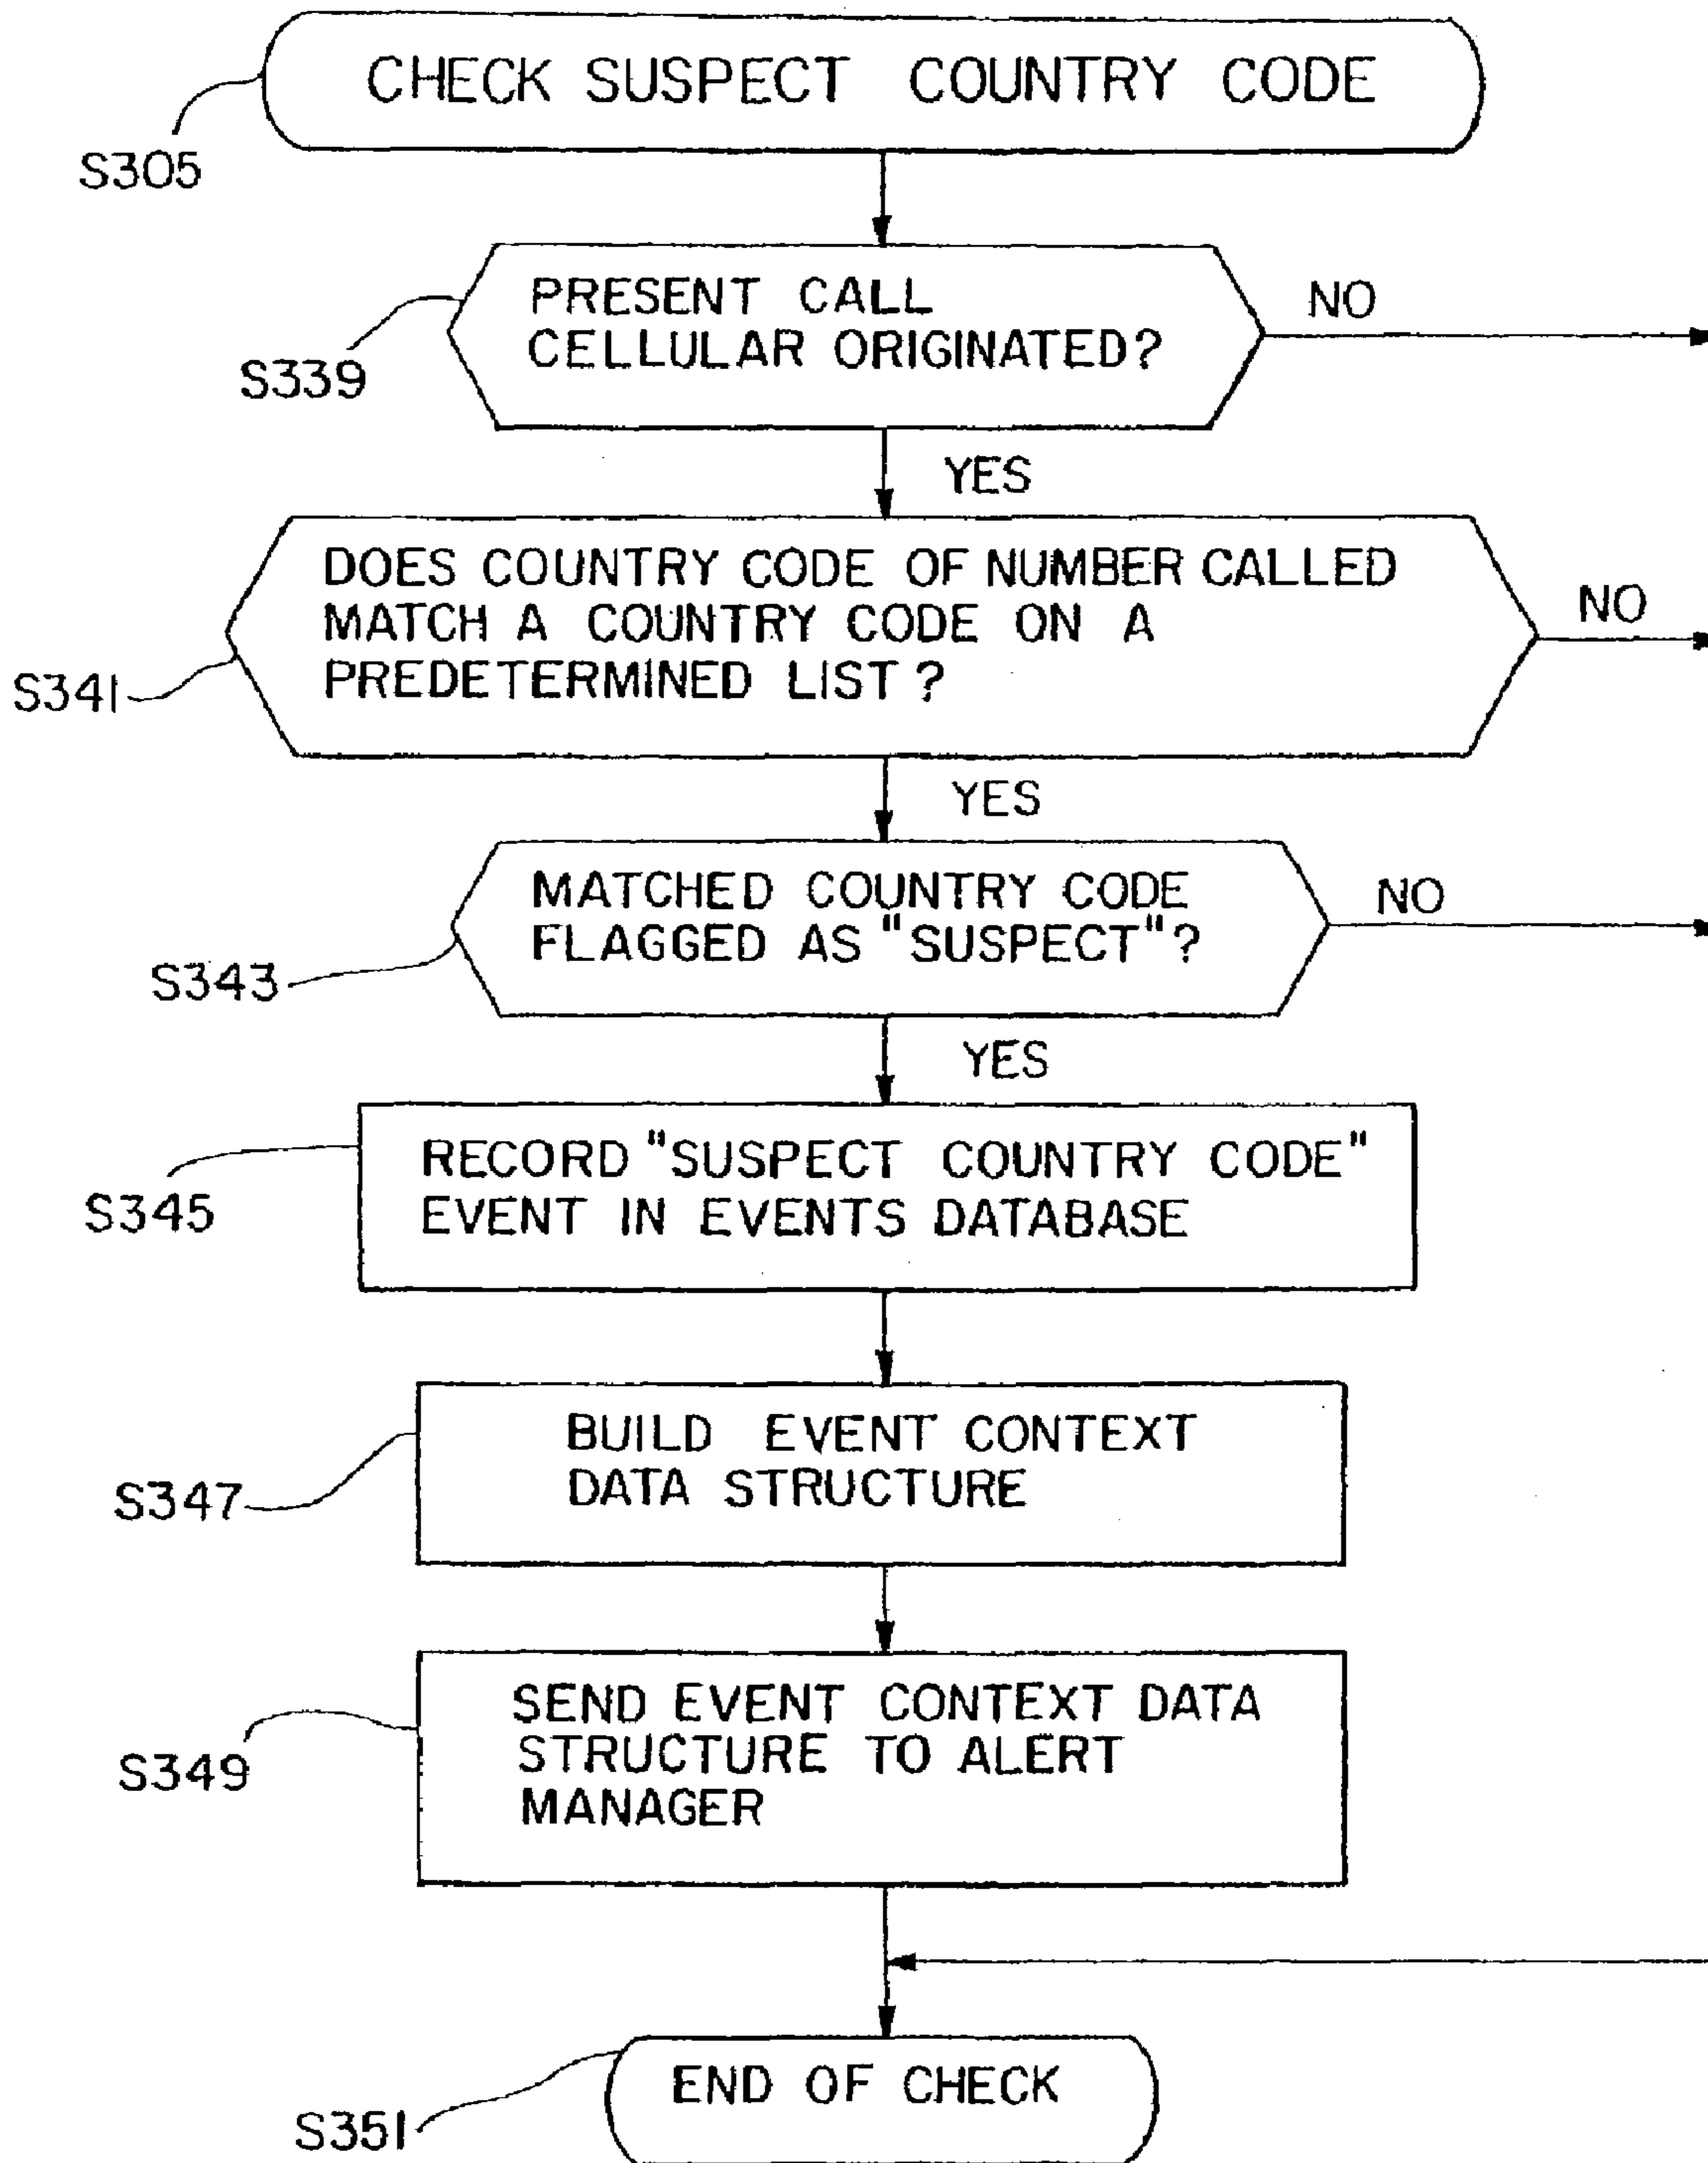 CHECK SUSPECT COUNTRY CODE
S305
PRESENT CALL
CELLULAR ORIGINATED?
NO
S339
YES
DOES COUNTRY CODE OF NUMBER CALLED
MATCH A COUNTRY CODE ON A
PREDETERMINED LIST?
NO
S341
YES
MATCHED COUNTRY CODE
FLAGGED AS "SUSPECT"?
NO
S343
YES
RECORD "SUSPECT COUNTRY CODE"
EVENT IN EVENTS DATABASE
S345
BUILD EVENT CONTEXT
DATA STRUCTURE
S347
SEND EVENT CONTEXT DATA
STRUCTURE TO ALERT
MANAGER
S349
END OF CHECK
S351